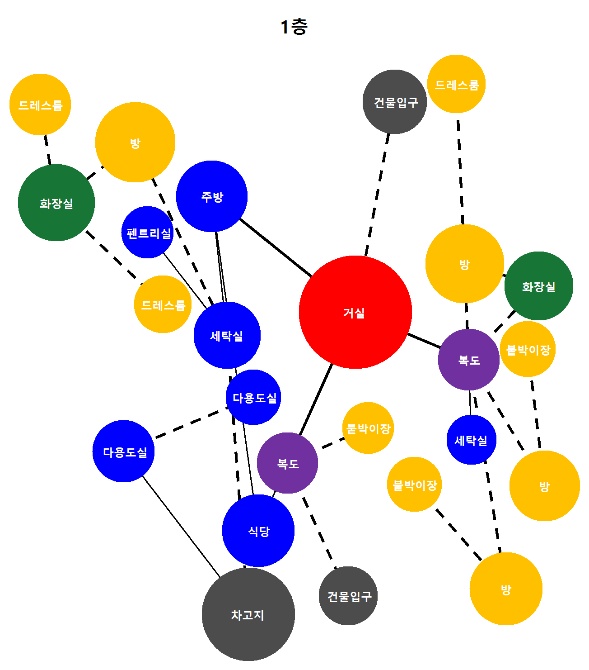 1층
드레스룸
건물입구
드레스룸
방
화장실
주방
펜트리실
방
화장실
드레스룸
거실
세탁실
복도
붙박이장
다용도실
붙박이장
세탁실
다용도실
복도
붙박이장
방
식당
차고지
건물입구
방